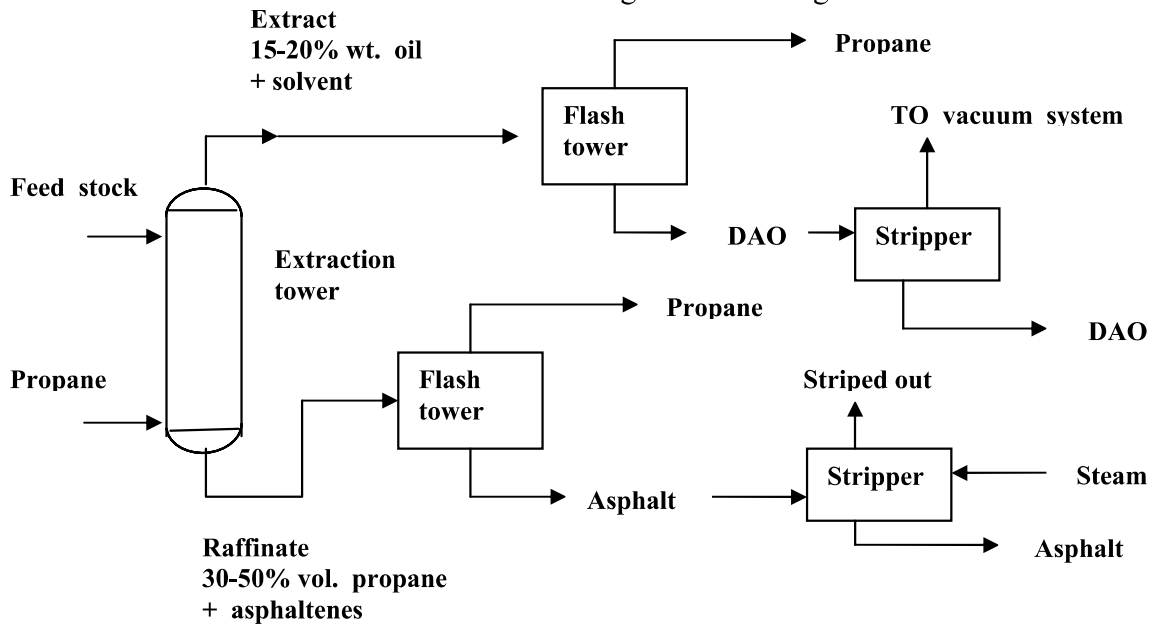 Extract
15-20% wt. oil
+ solvent
Propane
Flash
tower
TO vacuum system
Feed stock
DAO
Stripper
Extraction
tower
Propane
DAO
Propane
Flash
tower
Striped out
Stripper
Steam
Asphalt
Asphalt
Raffinate
30-50% vol. propane
+ asphaltenes